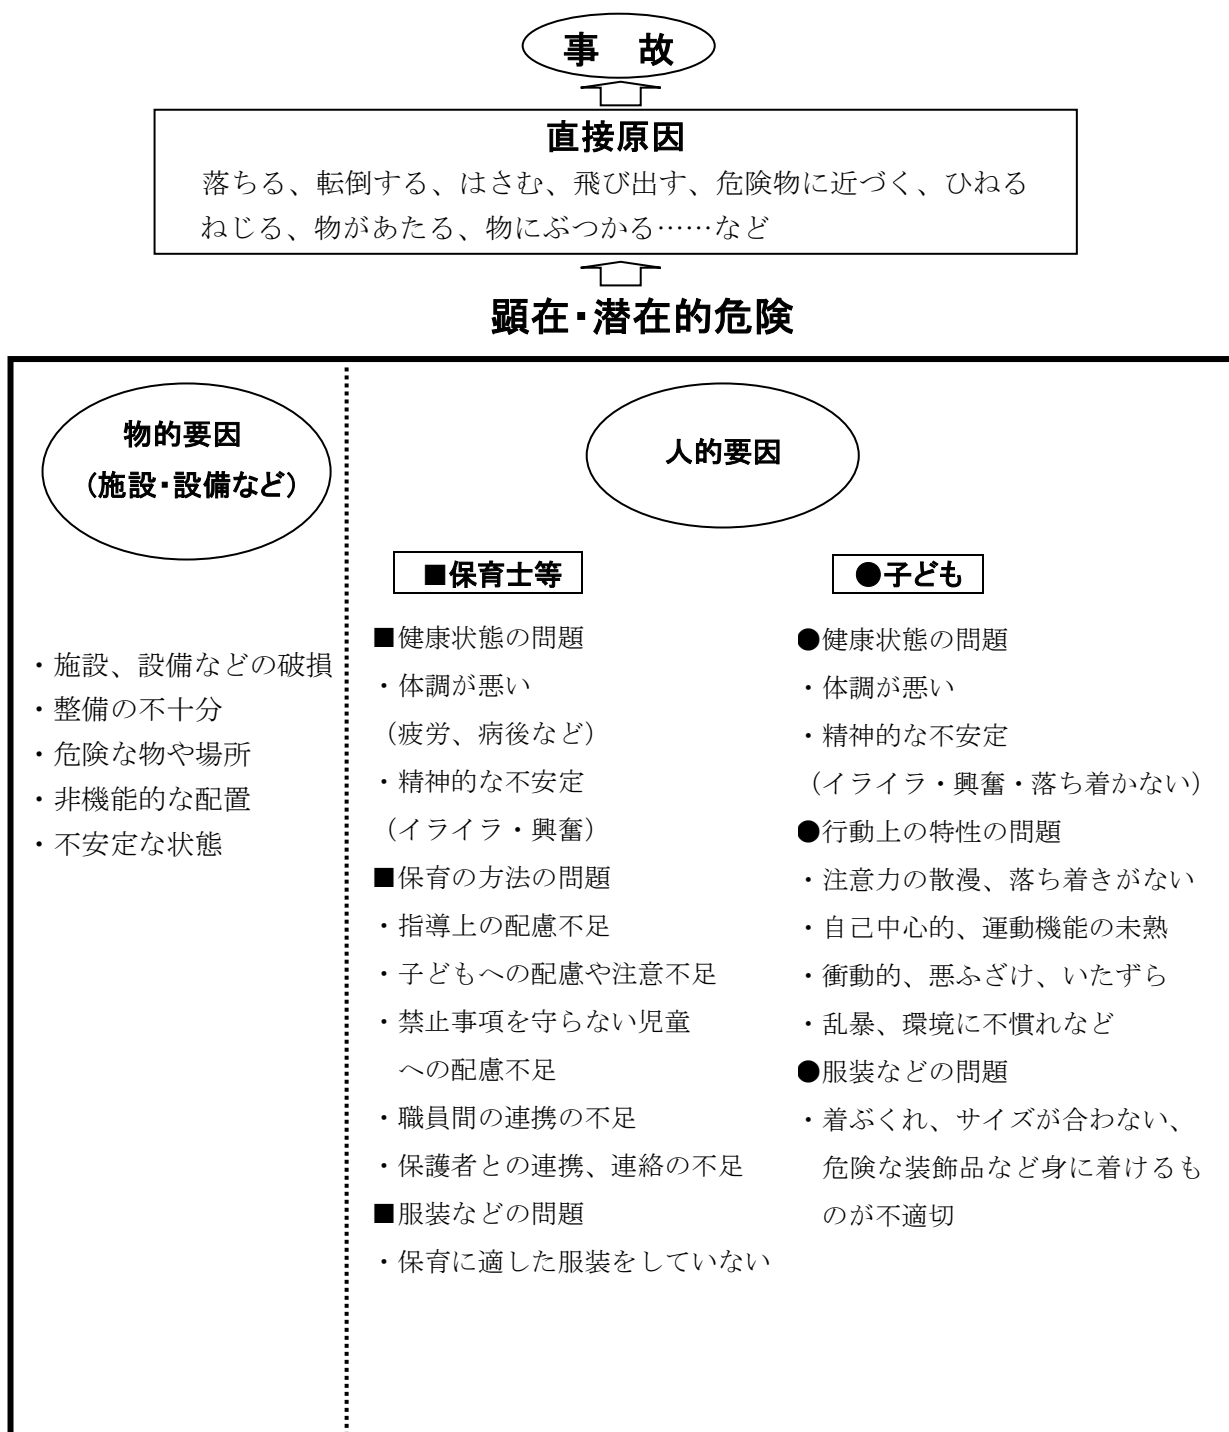 事　故
直接原因
落ちる、転倒する、はさむ、飛び出す、危険物に近づく、ひねる
ねじる、物があたる、物にぶつかる……など
顕在・潜在的危険
物的要因
（施設・設備など）
・施設、設備などの破損
・整備の不十分
・危険な物や場所
・非機能的な配置
・不安定な状態
人的要因
■保育士等
■健康状態の問題
・体調が悪い
（疲労、病後など）
・精神的な不安定
（イライラ・興奮）
■保育の方法の問題
・指導上の配慮不足
・子どもへの配慮や注意不足
・禁止事項を守らない児童
への配慮不足
・職員間の連携の不足
・保護者との連携、連絡の不足
■服装などの問題
・保育に適した服装をしていない
●子ども
●健康状態の問題
・体調が悪い
・精神的な不安定
（イライラ・興奮・落ち着かない）
●行動上の特性の問題
・注意力の散漫、落ち着きがない
・自己中心的、運動機能の未熟
・衝動的、悪ふざけ、いたずら
・乱暴、環境に不慣れなど
●服装などの問題
・着ぶくれ、サイズが合わない、
危険な装飾品など身に着けるも
のが不適切